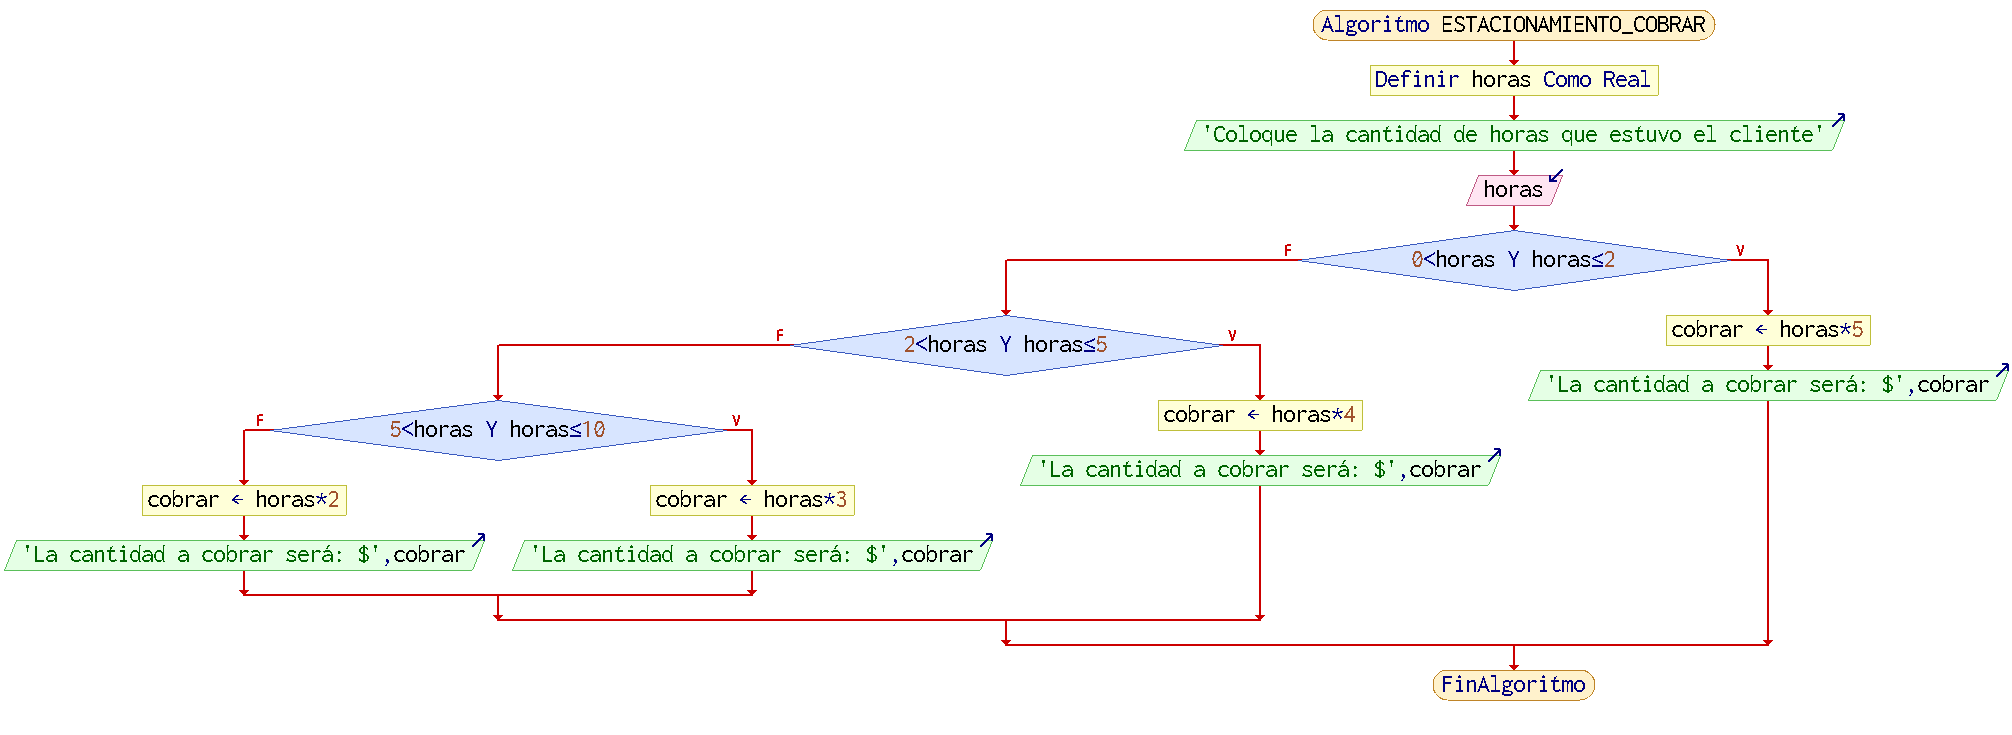 Algoritmo ESTACIONAMIENTO_COBRAR
Definir horas Como Real
'Coloque la cantidad de horas que estuvo el cliente'
horas
0<horas Y horas≤2
F
V
cobrar ← horas*5
'La cantidad a cobrar será: $',cobrar
2<horas Y horas≤5
F
V
cobrar ← horas*4
'La cantidad a cobrar será: $',cobrar
5<horas Y horas≤10
F
V
cobrar ← horas*2
'La cantidad a cobrar será: $',cobrar
cobrar ← horas*3
'La cantidad a cobrar será: $',cobrar
FinAlgoritmo